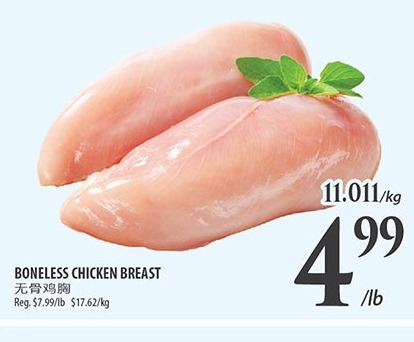 11.011/kg
4.99
/lb
BONELESS CHICKEN BREAST
无骨鸡胸
Reg. $7.99/lb $17.62/kg